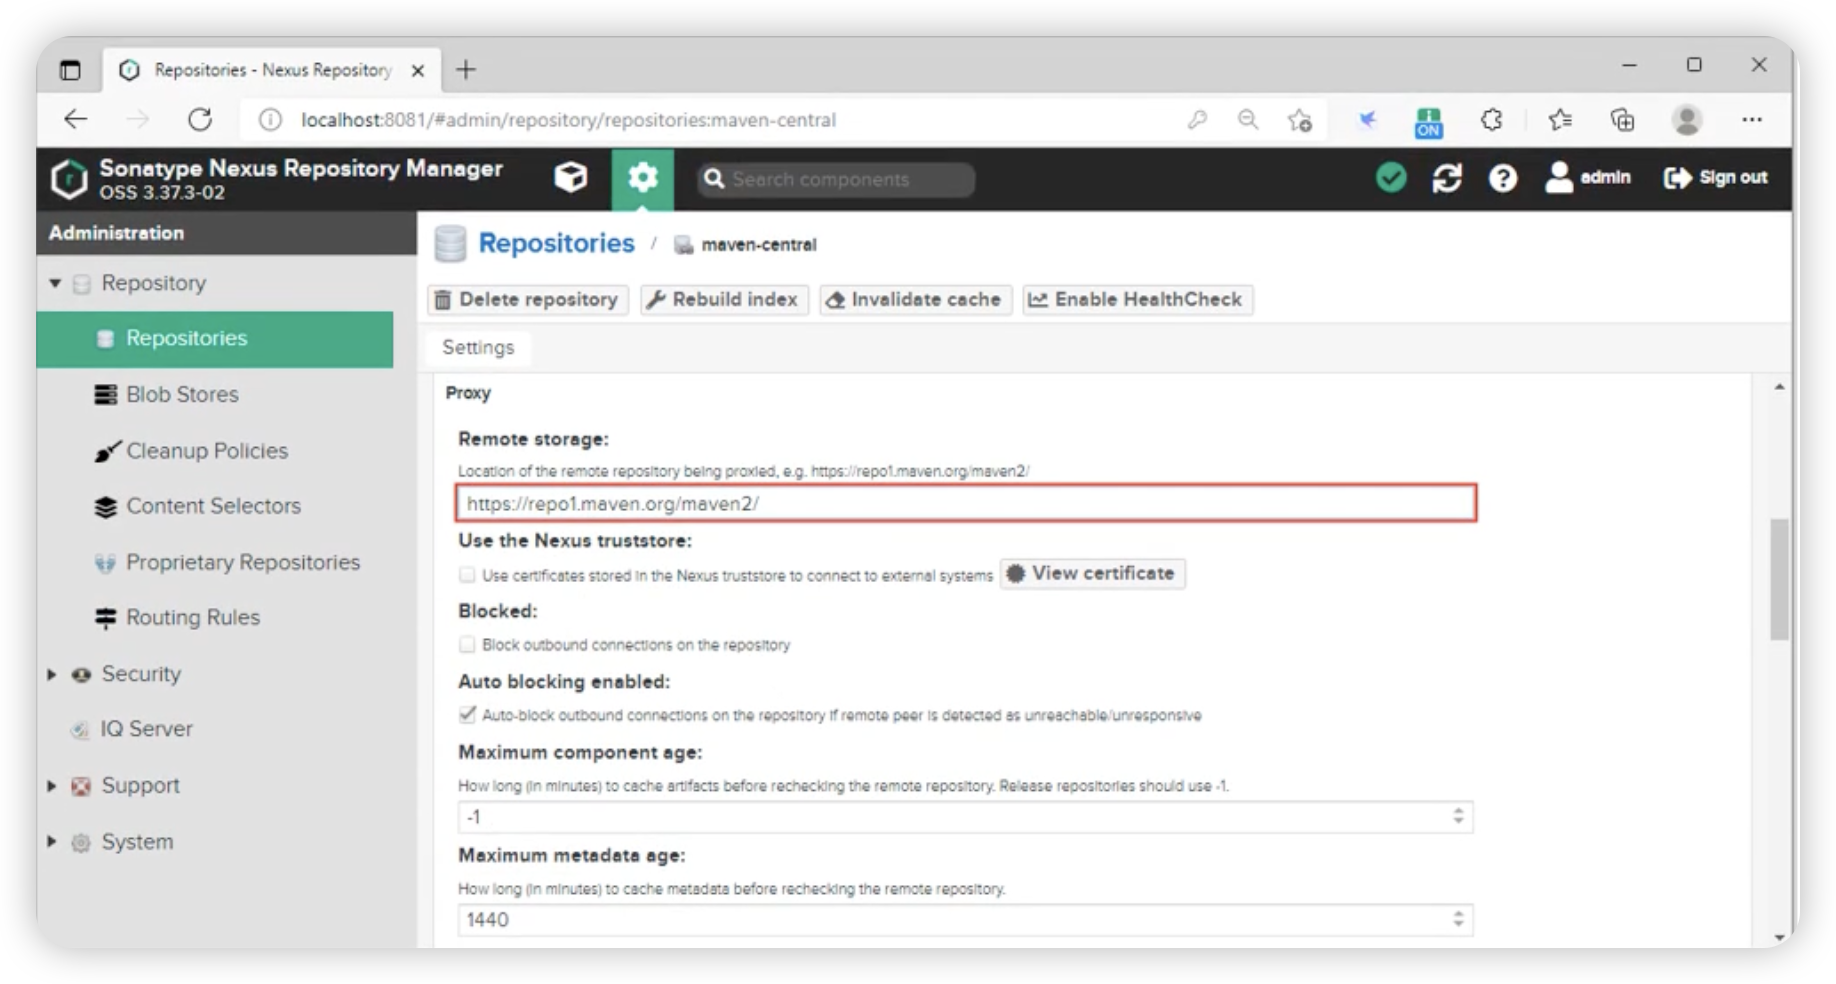 Repositories - Nexus Repository
localhost:8081/#admin/repository/repositories:maven-central
ON
Sonatype Nexus Repository Manager
OSS 3.37.3-02
Search components
admin
Sign out
Administration
Repositories / maven-central
Repository
Delete repository
Rebuild index
Invalidate cache
Enable HealthCheck
Repositories
Settings
Blob Stores
Cleanup Policies
Content Selectors
Proprietary Repositories
Routing Rules
Security
IQ Server
Support
System
Proxy
Remote storage:
Location of the remote repository being proxied, e.g. https://repo1.maven.org/maven2/
https://repo1.maven.org/maven2/
Use the Nexus truststore:
Use certificates stored in the Nexus truststore to connect to external systems
View certificate
Blocked:
Block outbound connections on the repository
Auto blocking enabled:
Auto-block outbound connections on the repository if remote peer is detected as unreachable/unresponsive
Maximum component age:
How long (in minutes) to cache artifacts before rechecking the remote repository. Release repositories should use -1.
-1
Maximum metadata age:
How long (in minutes) to cache metadata before rechecking the remote repository.
1440